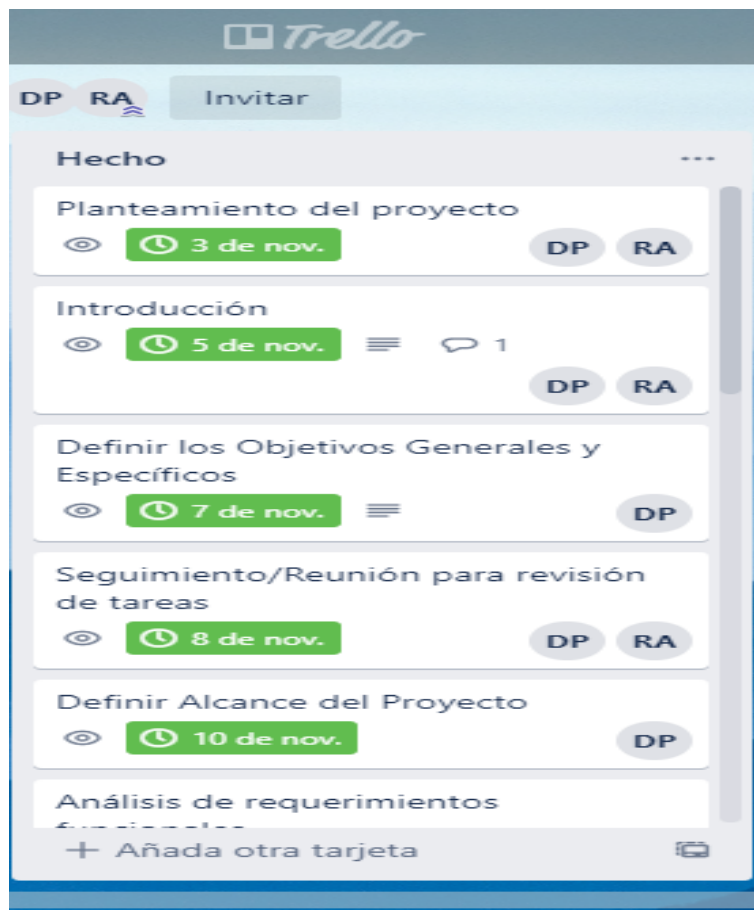 Trello
DP RA Invitar
Hecho
Planteamiento del proyecto
3 de nov. DP RA
Introducción
5 de nov. 1
DP RA
Definir los Objetivos Generales y
Específicos
7 de nov. DP
Seguimiento/Reunión para revisión
de tareas
8 de nov. DP RA
Definir Alcance del Proyecto
10 de nov. DP
Análisis de requerimientos
+ Añada otra tarjeta